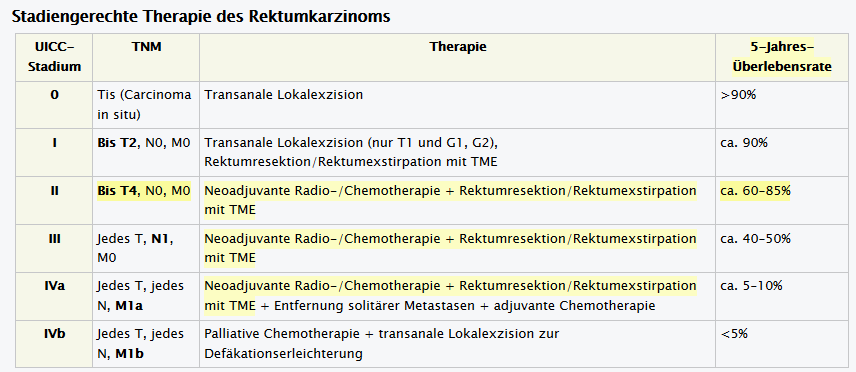 Stadiengerechte Therapie des Rektumkarzinoms
UICC-Stadium TNM Therapie 5-Jahres-Überlebensrate
0 Tis (Carcinoma in situ) Transanale Lokalexzision >90%
I Bis T2, N0, M0 Transanale Lokalexzision (nur T1 und G1, G2),
Rektumresektion/Rektumexstirpation mit TME ca. 90%
II Bis T4, N0, M0 Neoadjuvante Radio-/Chemotherapie + Rektumresektion/Rektumexstirpation
mit TME ca. 60-85%
III Jedes T, N1, M0 Neoadjuvante Radio-/Chemotherapie + Rektumresektion/Rektumexstirpation
mit TME ca. 40-50%
IVa Jedes T, jedes N, M1a Neoadjuvante Radio-/Chemotherapie + Rektumresektion/Rektumexstirpation
mit TME + Entfernung solitärer Metastasen + adjuvante Chemotherapie ca. 5-10%
IVb Jedes T, jedes N, M1b Palliative Chemotherapie + transanale Lokalexzision zur
Defäkationserleichterung <5%